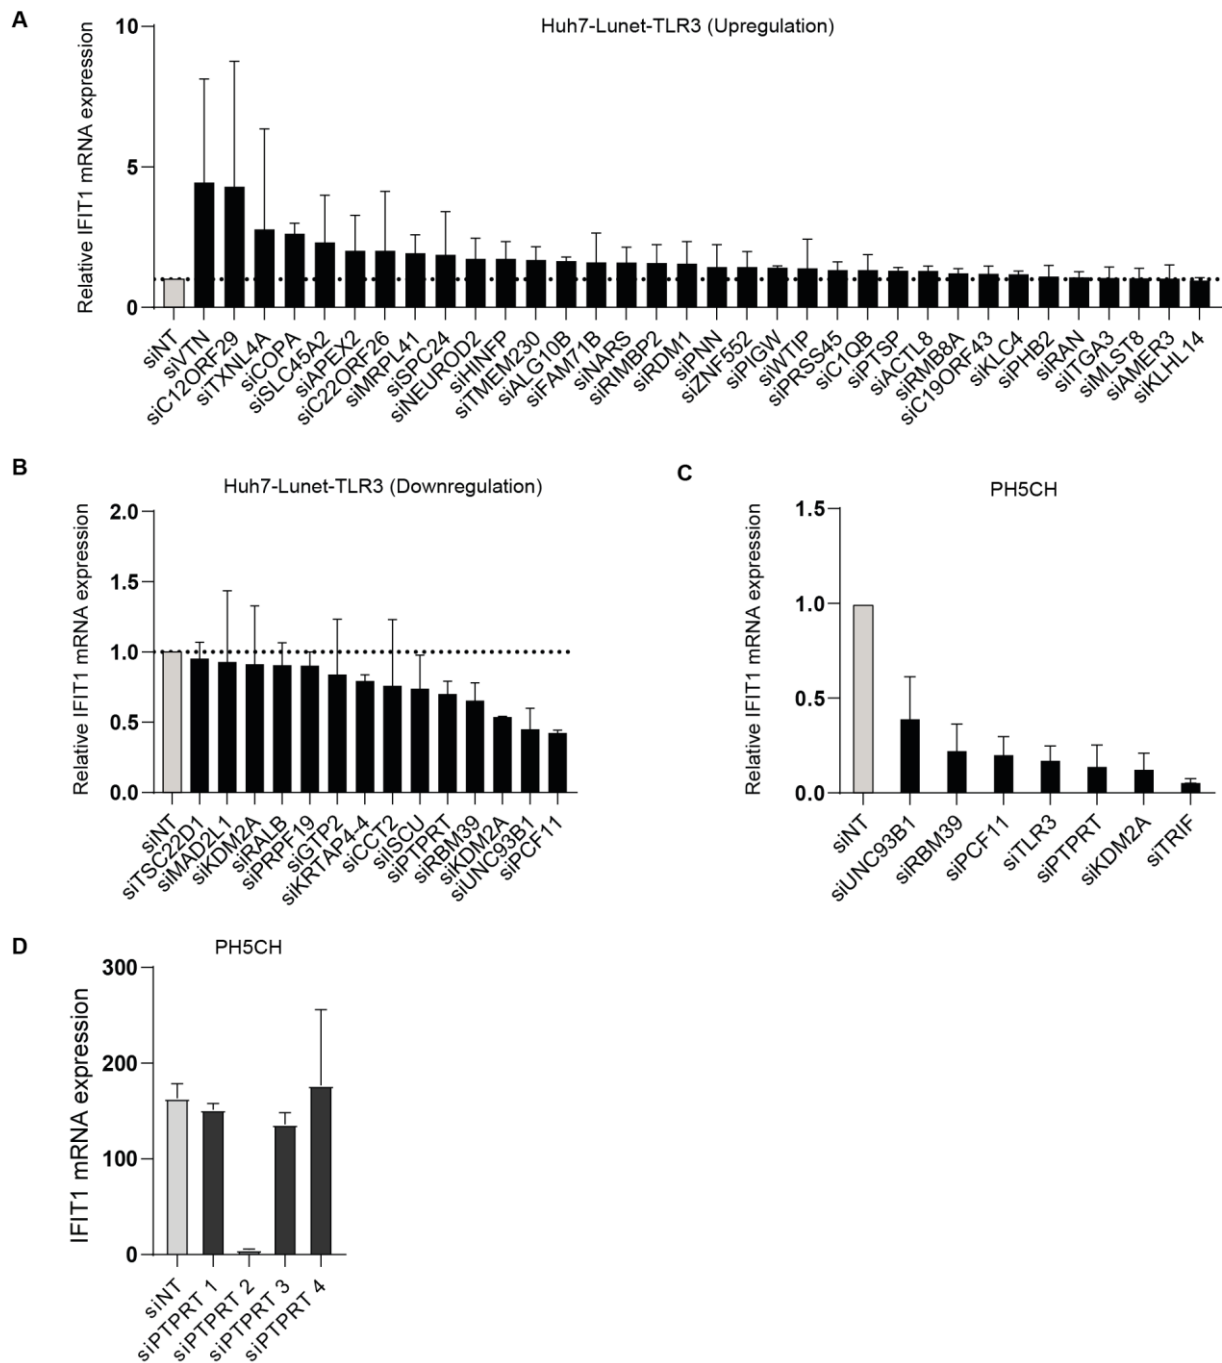 A
Huh7-Lunet-TLR3 (Upregulation)
Relative IFIT1 mRNA expression
10
5
0
siNT
siVTN
siC12ORF29
siTXNL4A
siCOPA
siSLC45A2
siAPEX2
siC22ORF26
siMRPL41
siSPC24
siNEUROD2
siHINFP
siTMEM230
siALG10B
siFAM71B
siNARS
siRIMBP2
siRDM1
siPNN
siZNF552
siPIGW
siWTIP
siPRSS45
siC1QB
siPTSP
siACTL8
siRMB8A
siC19ORF43
siKLC4
siPHB2
siRAN
siITGA3
siMLST8
siAMER3
siKLHL14
B
Huh7-Lunet-TLR3 (Downregulation)
Relative IFIT1 mRNA expression
2.0
1.5
1.0
0.5
0.0
siNT
siTSC22D1
siMAD2L1
siKDM2A
siRALB
siPRPF19
siGTP2
siKRTAP4-4
siCCT2
siISCU
siPTPRT
siRBM39
siKDM2A
siUNC93B1
siPCF11
C
PH5CH
Relative IFIT1 mRNA expression
1.5
1.0
0.5
0.0
siNT
siUNC93B1
siRBM39
siPCF11
siTLR3
siPTPRT
siKDM2A
siTRIF
D
PH5CH
IFIT1 mRNA expression
300
200
100
0
siNT
siPTPRT 1
siPTPRT 2
siPTPRT 3
siPTPRT 4